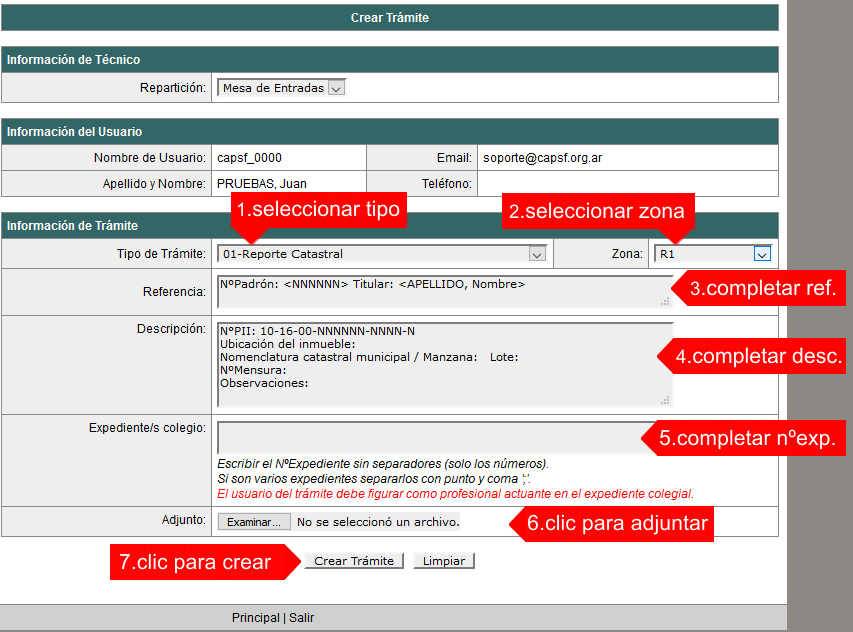 Crear Trámite
Información de Técnico
Repartición: Mesa de Entradas
Información del Usuario
Nombre de Usuario: capsf_0000 Email: soporte@capsf.org.ar
Apellido y Nombre: PRUEBAS, Juan Teléfono:
1.seleccionar tipo 2.seleccionar zona
Información de Trámite
Tipo de Trámite: 01-Reporte Catastral Zona: R1
Referencia: NºPadrón: <NNNNNN> Titular: <APELLIDO, Nombre>
3.completar ref.
Descripción: NºPII: 10-16-00-NNNNNN-NNNN-N
Ubicación del inmueble:
Nomenclatura catastral municipal / Manzana: Lote:
NºMensura:
Observaciones:
4.completar desc.
Expediente/s colegio:
5.completar nºexp.
Escribir el NºExpediente sin separadores (solo los números).
Si son varios expedientes separarlos con punto y coma ';'.
El usuario del trámite debe figurar como profesional actuante en el expediente colegial.
Adjunto: Examinar... No se seleccionó un archivo.
6.clic para adjuntar
7.clic para crear Crear Trámite Limpiar
Principal | Salir